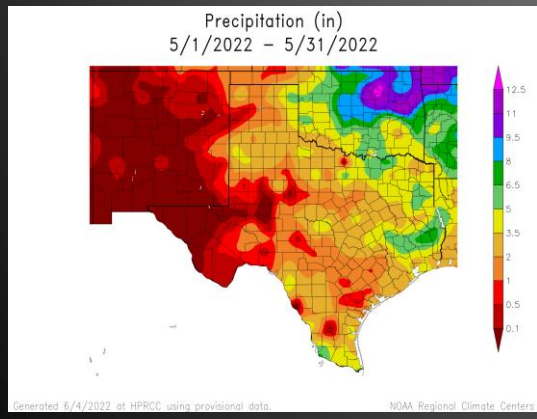 Precipitation (in)
5/1/2022 – 5/31/2022
12.5
11
9.5
8
6.5
5
3.5
2
1
0.5
0.1
Generated 6/4/2022 at HPRCC using provisional data.
NOAA Regional Climate Centers